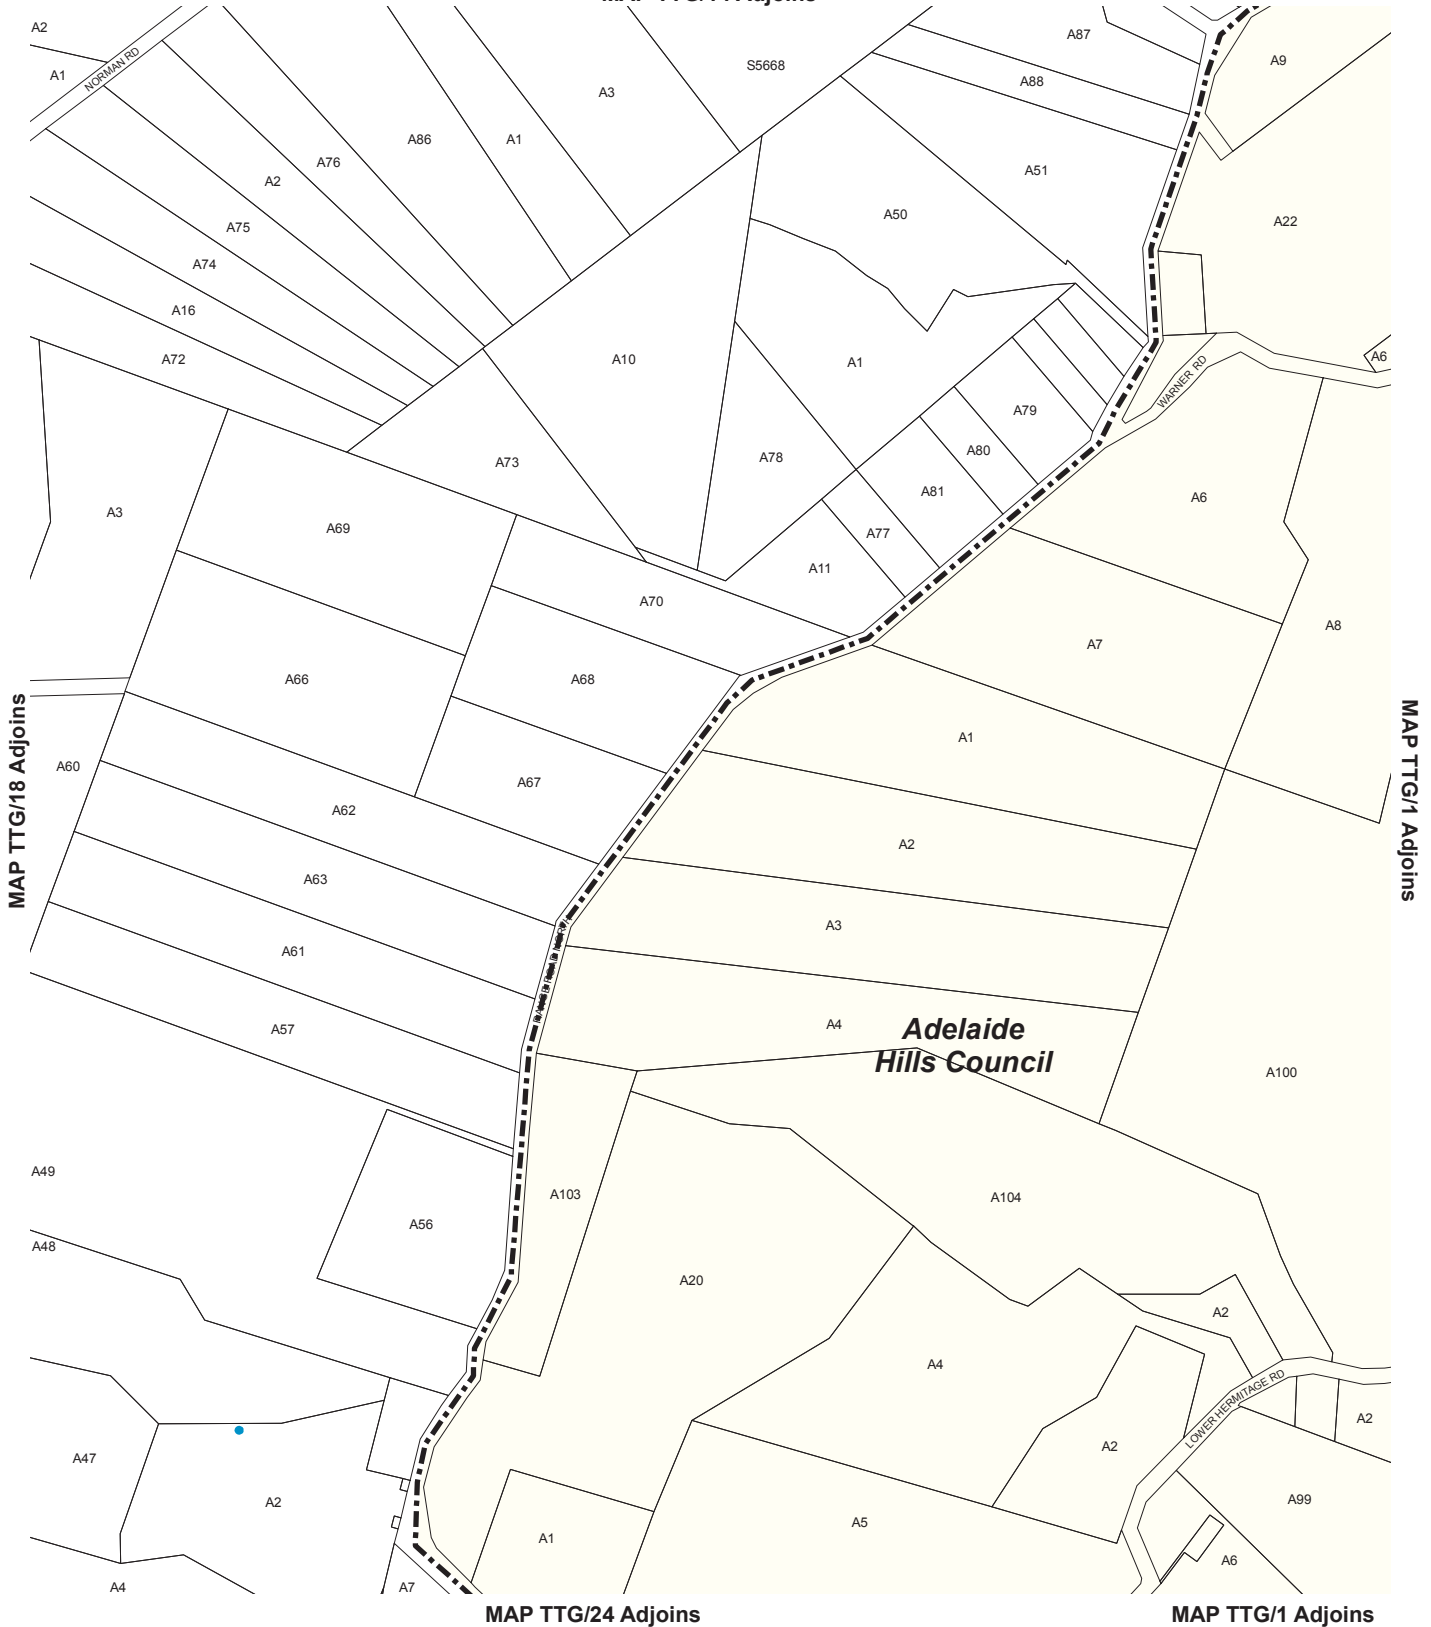 MAP TTG/14 Adjoins
A2
A1
NORMAN RD
A87
A9
S5668
A88
A3
A86
A1
A76
A2
A51
A50
A22
A75
A74
A16
A72
A10
A1
A6
WARNER RD
A79
A80
A78
A73
A81
A6
A3
A69
A77
A11
A70
A8
A7
A66
A68
MAP TTG/18 Adjoins
MAP TTG/1 Adjoins
A1
A60
A67
A62
A2
A63
A3
A61
RANGE ROAD NORTH
A57
A4
Adelaide
Hills Council
A100
A49
A103
A104
A56
A48
A20
A2
A4
LOWER HERMITAGE RD
A2
A47
A2
A2
A99
A5
A1
A6
A4
A7
MAP TTG/24 Adjoins
MAP TTG/1 Adjoins